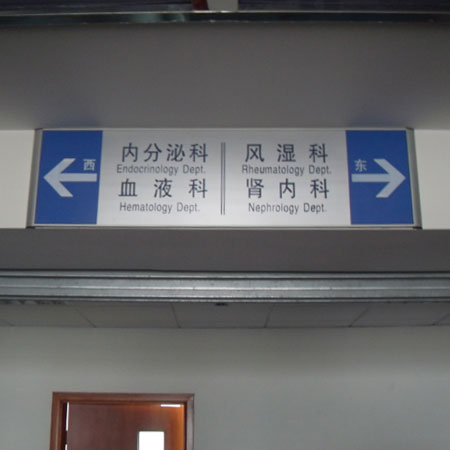 西
内分泌科
Endocrinology Dept.
血液科
Hematology Dept.
风湿科
Rheumatology Dept.
肾内科
Nephrology Dept.
东